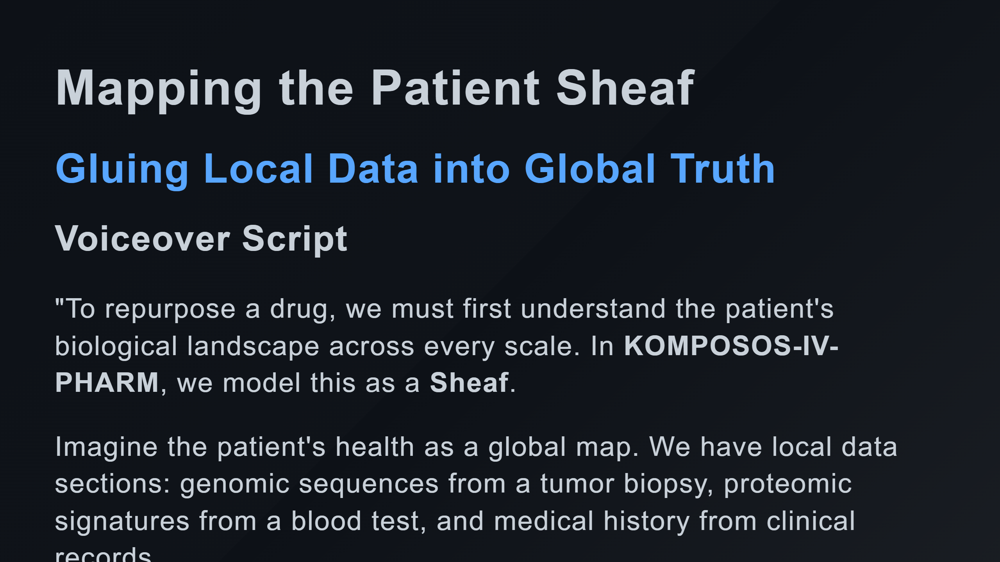 Mapping the Patient Sheaf
Gluing Local Data into Global Truth
Voiceover Script
"To repurpose a drug, we must first understand the patient's
biological landscape across every scale. In KOMPOSOS-IV-
PHARM, we model this as a Sheaf.
Imagine the patient's health as a global map. We have local data
sections: genomic sequences from a tumor biopsy, proteomic
signatures from a blood test, and medical history from clinical
records.